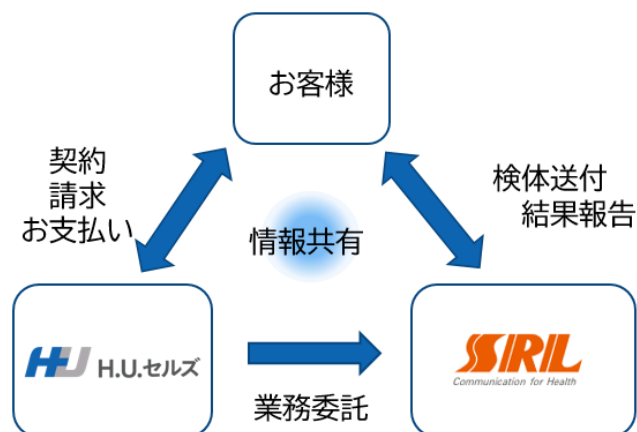 お客様
契約
請求
お支払い
検体送付
結果報告
情報共有
HU H.U.セルズ
SRL
Communication for Health
業務委託